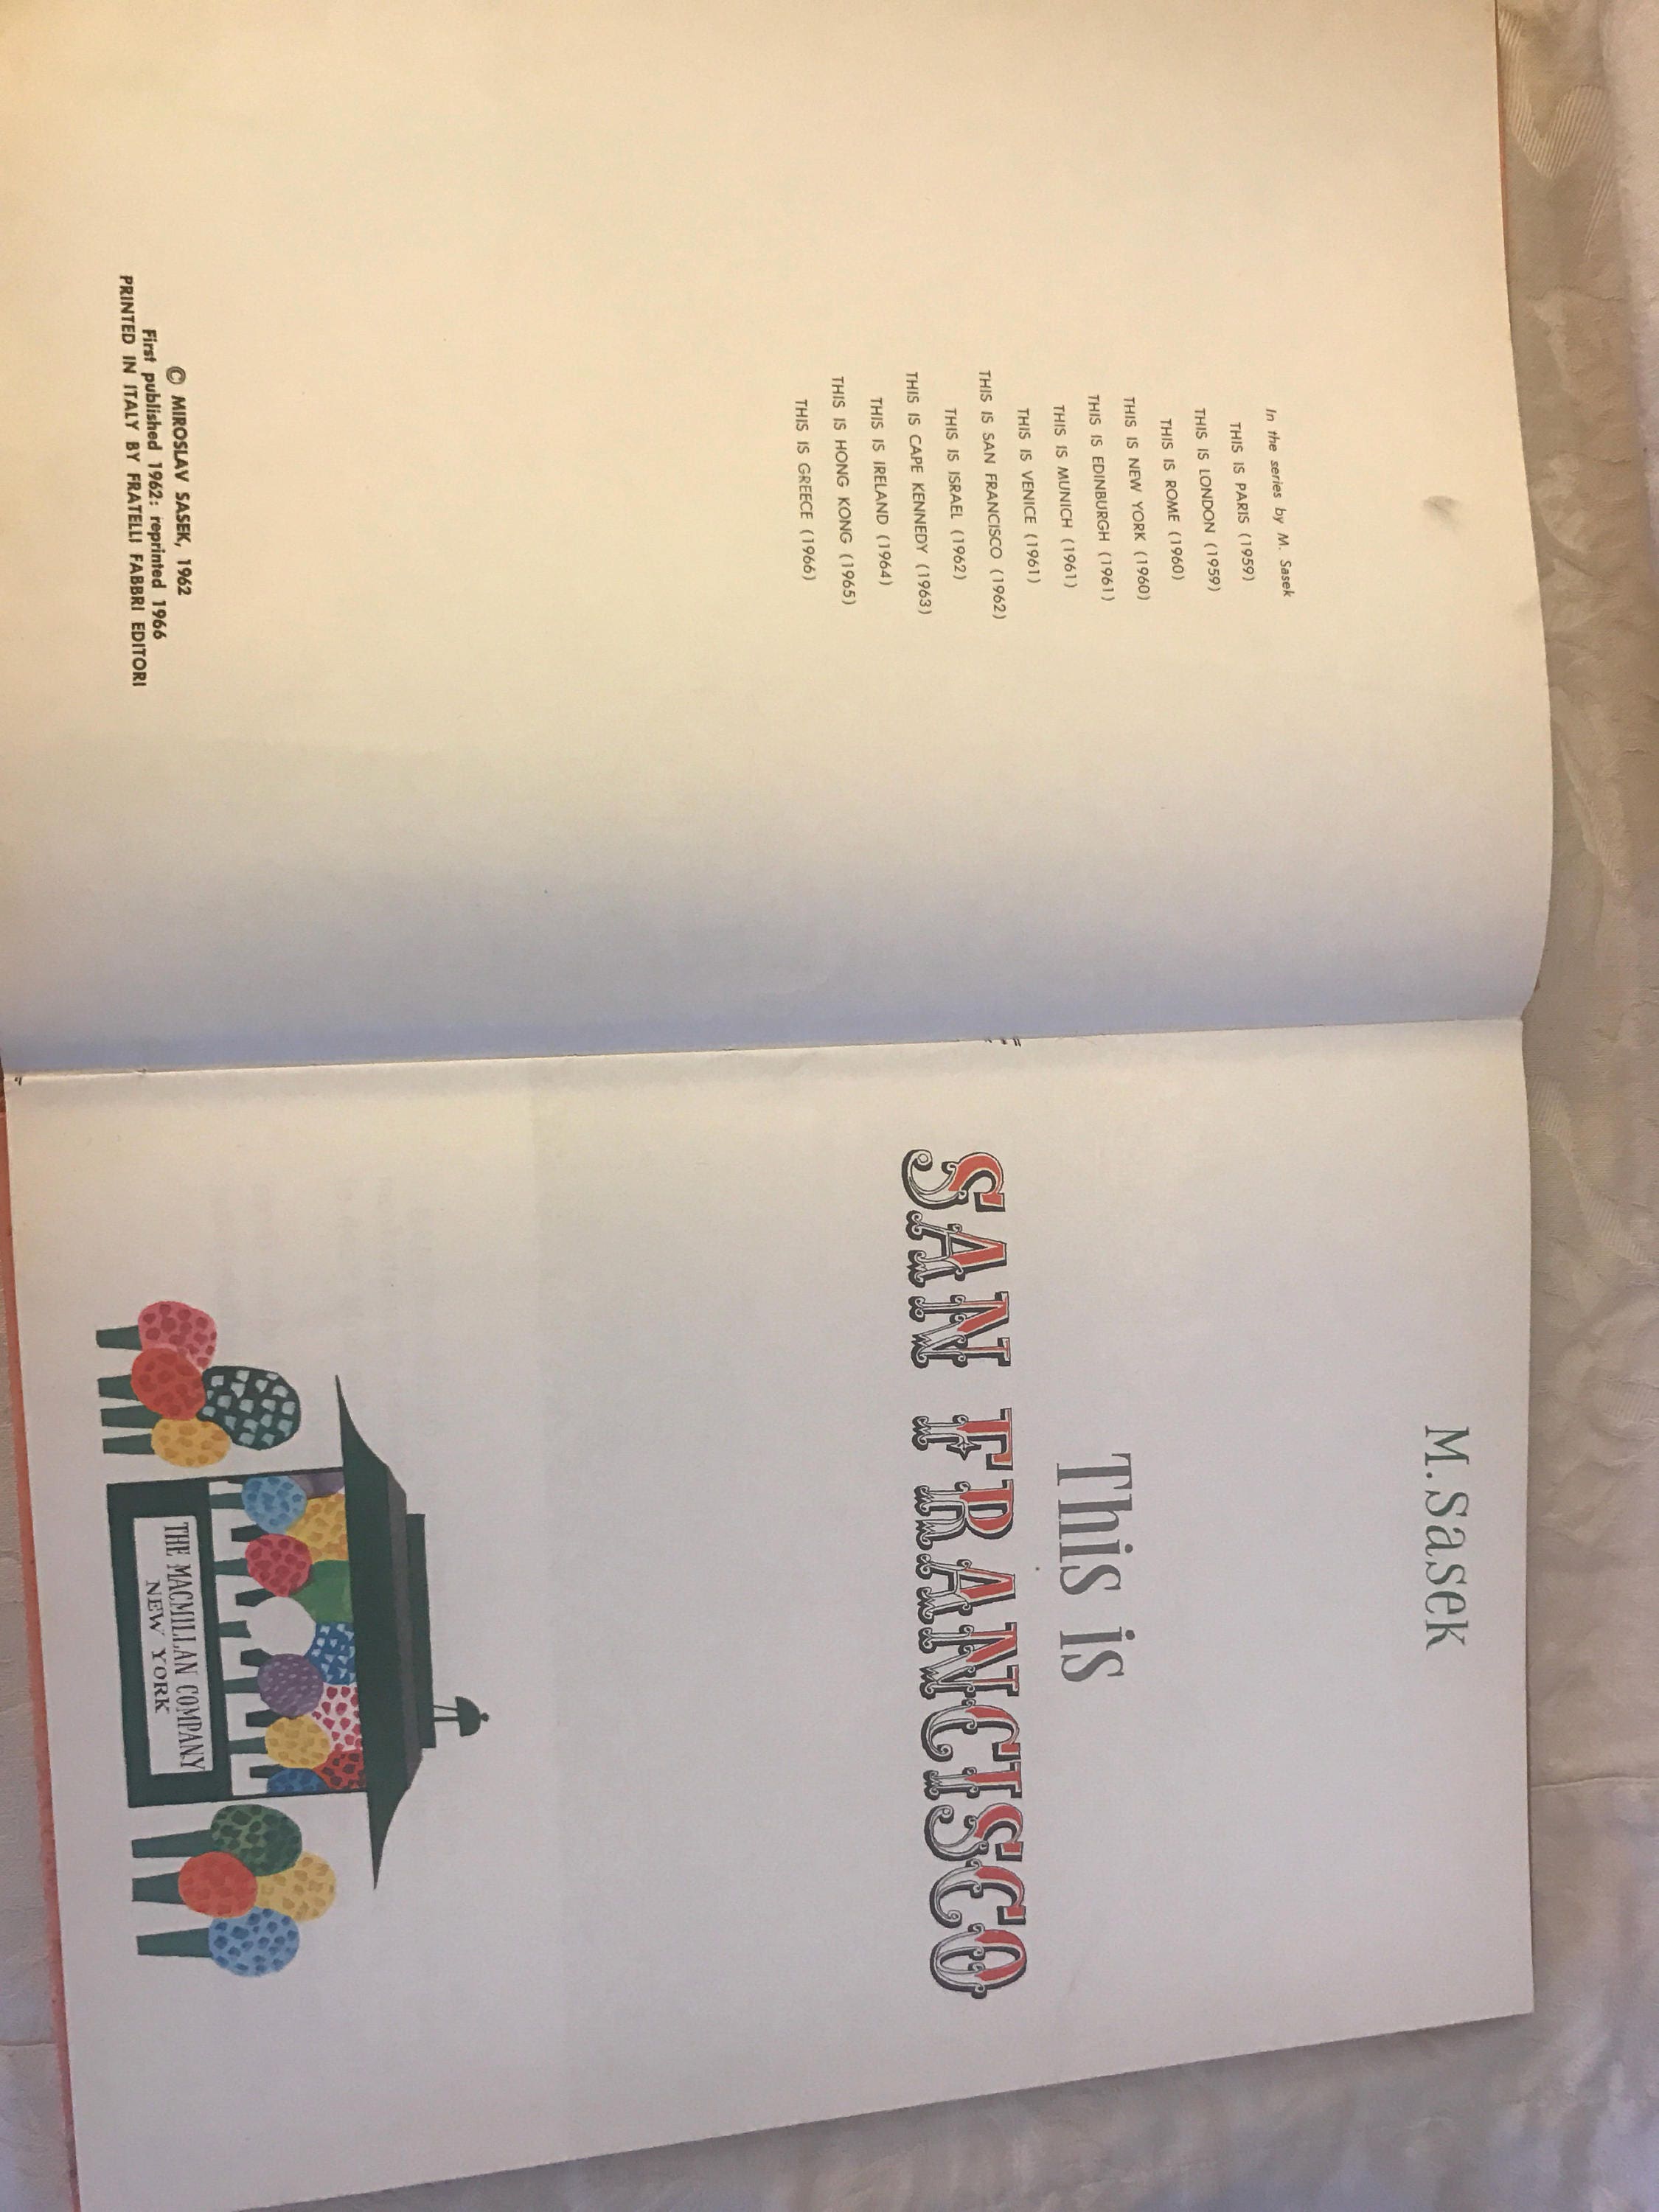 In the series by M. Sasek
THIS IS PARIS (1959)
THIS IS LONDON (1959)
THIS IS ROME (1960)
THIS IS NEW YORK (1960)
THIS IS EDINBURGH (1961)
THIS IS MUNICH (1961)
THIS IS VENICE (1961)
THIS IS SAN FRANCISCO (1962)
THIS IS ISRAEL (1962)
THIS IS CAPE KENNEDY (1963)
THIS IS IRELAND (1964)
THIS IS HONG KONG (1965)
THIS IS GREECE (1966)
© MIROSLAV SASEK, 1962
First published 1962: reprinted 1966
PRINTED IN ITALY BY FRATELLI FABBRI EDITORI
M. Sasek
This is
SAN FRANCISCO
THE MACMILLAN COMPANY
NEW YORK